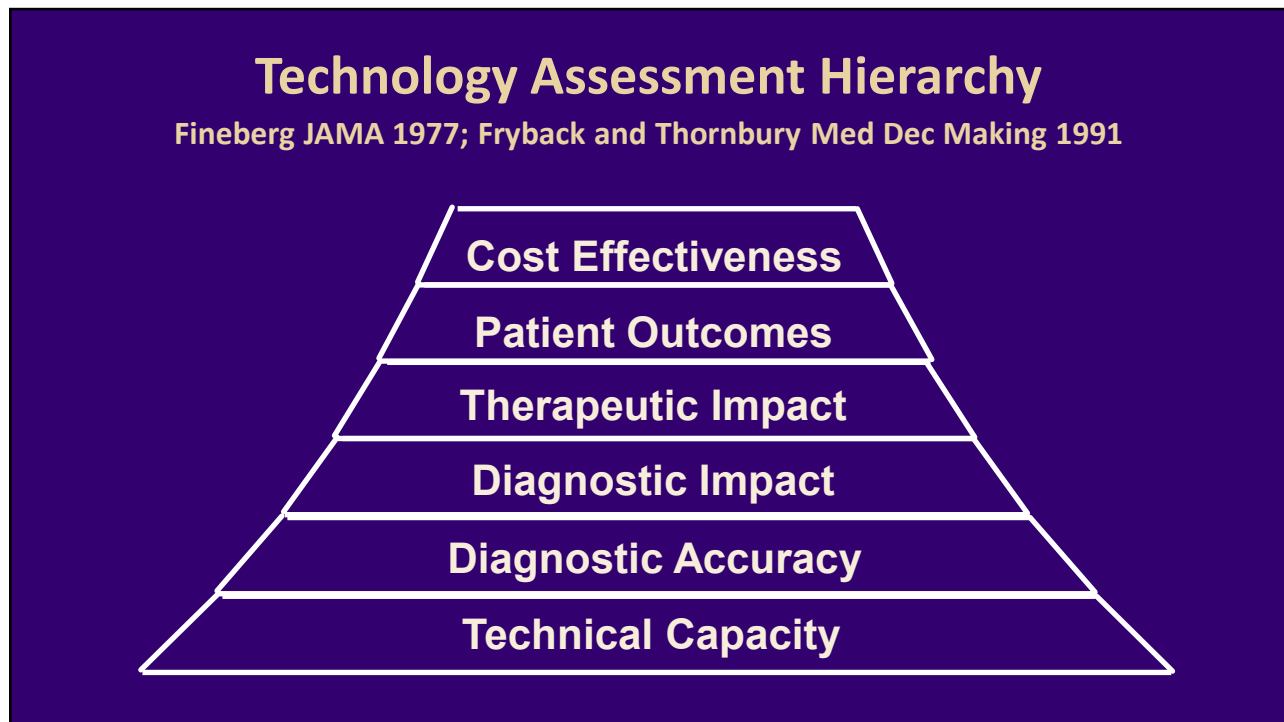 Technology Assessment Hierarchy
Fineberg JAMA 1977; Fryback and Thornbury Med Dec Making 1991
Cost Effectiveness
Patient Outcomes
Therapeutic Impact
Diagnostic Impact
Diagnostic Accuracy
Technical Capacity